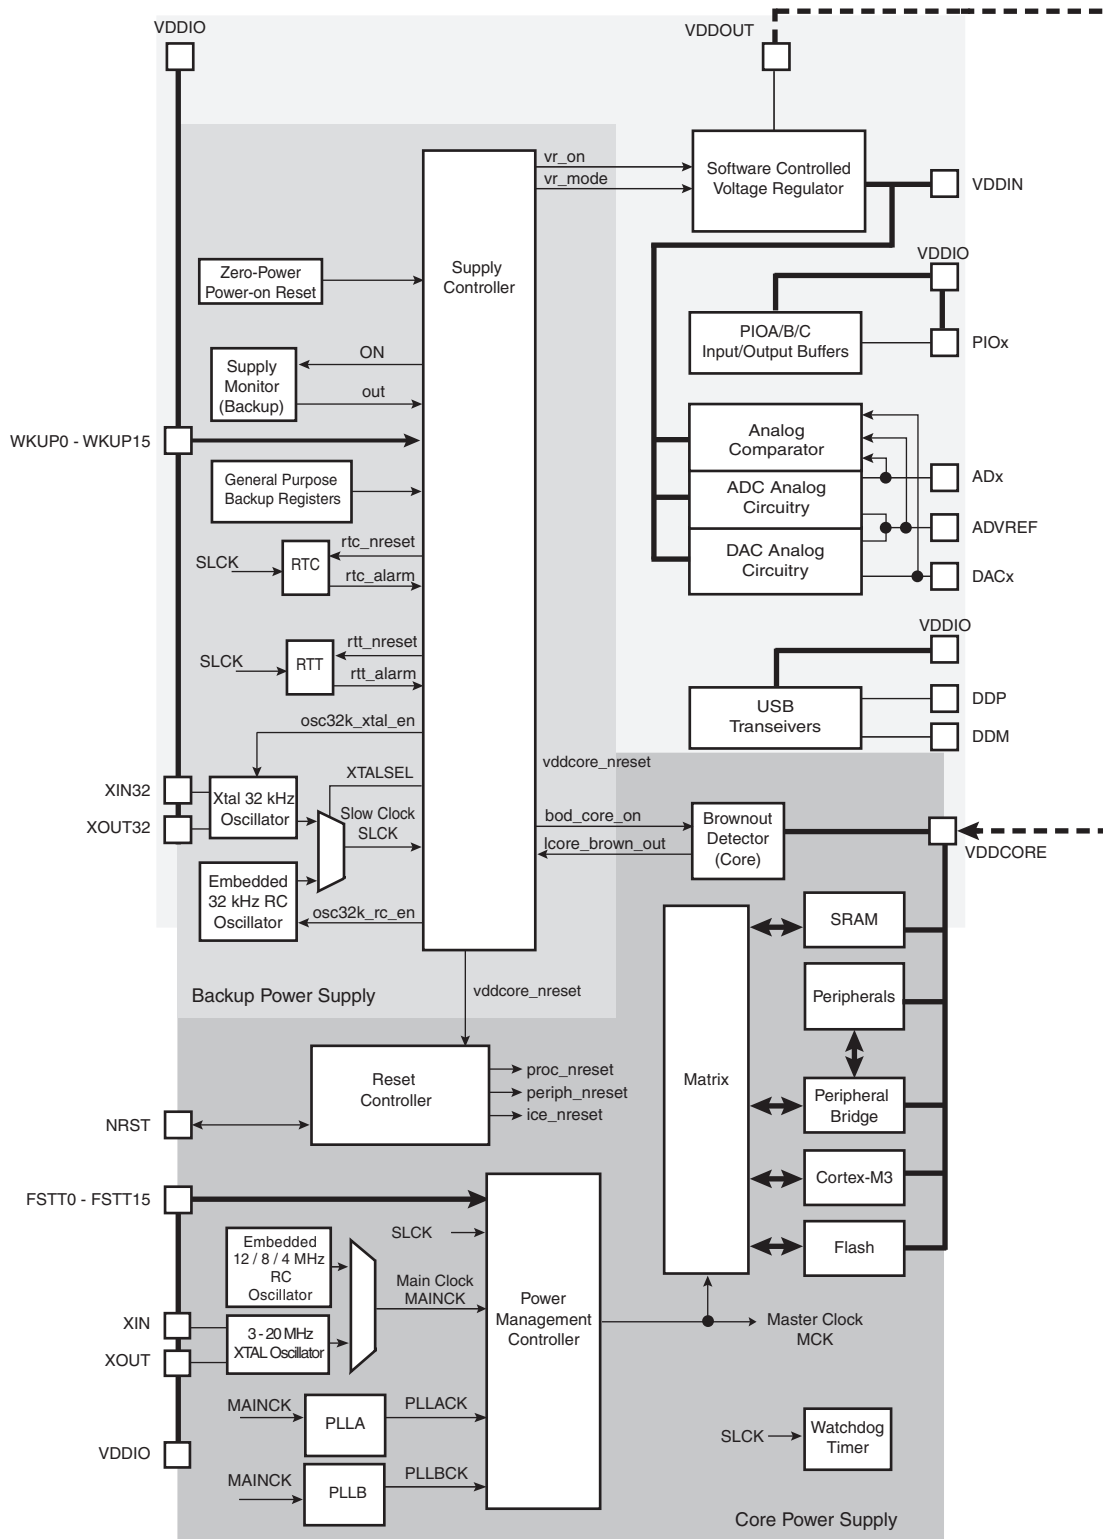 VDDIO
VDDOUT
vr_on
vr_mode
Software Controlled
Voltage Regulator
VDDIN
Supply
Controller
Zero-Power
Power-on Reset
VDDIO
PIOA/B/C
Input/Output Buffers
PIOx
ON
Supply
Monitor
(Backup)
out
WKUP0 - WKUP15
General Purpose
Backup Registers
Analog
Comparator
ADC Analog
Circuitry
DAC Analog
Circuitry
ADx
ADVREF
DACx
rtc_nreset
SLCK
RTC
rtc_alarm
rtt_nreset
SLCK
RTT
rtt_alarm
VDDIO
USB
Transeivers
DDP
DDM
osc32k_xtal_en
vddcore_nreset
XTALSEL
XIN32
XOUT32
Xtal 32 kHz
Oscillator
Slow Clock
SLCK
bod_core_on
lcore_brown_out
Brownout
Detector
(Core)
VDDCORE
Embedded
32 kHz RC
Oscillator
osc32k_rc_en
Backup Power Supply
vddcore_nreset
SRAM
Peripherals
Matrix
Peripheral
Bridge
Cortex-M3
Flash
Reset
Controller
proc_nreset
periph_nreset
ice_nreset
NRST
FSTT0 - FSTT15
SLCK
Embedded
12 / 8 / 4 MHz
RC
Oscillator
Main Clock
MAINCK
Power
Management
Controller
XIN
XOUT
3 - 20 MHz
XTAL Oscillator
Master Clock
MCK
MAINCK
PLLA
PLLACK
VDDIO
MAINCK
PLLB
PLLBCK
SLCK
Watchdog
Timer
Core Power Supply